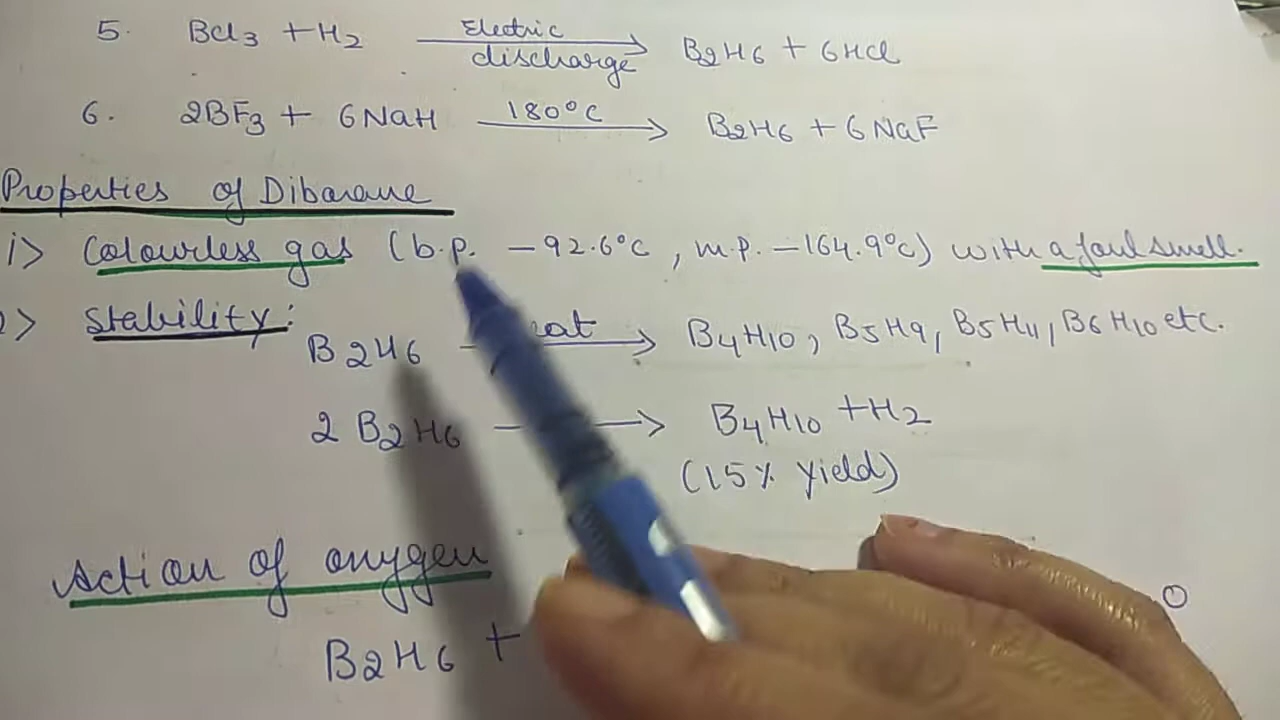 5. BCl3 + H2 Electric discharge → B2H6 + 6HCl
6. 2BF3 + 6NaH 180°C → B2H6 + 6NaF
Properties of Diborane
i> Colourless gas (b.p. -92.6°C, m.p. -164.9°C) with a foul smell.
> Stability:
B2H6 → B4H10, B5H9, B5H11, B6H10 etc.
2 B2H6 → B4H10 + H2
(15% yield)
Action of oxygen
B2H6 +